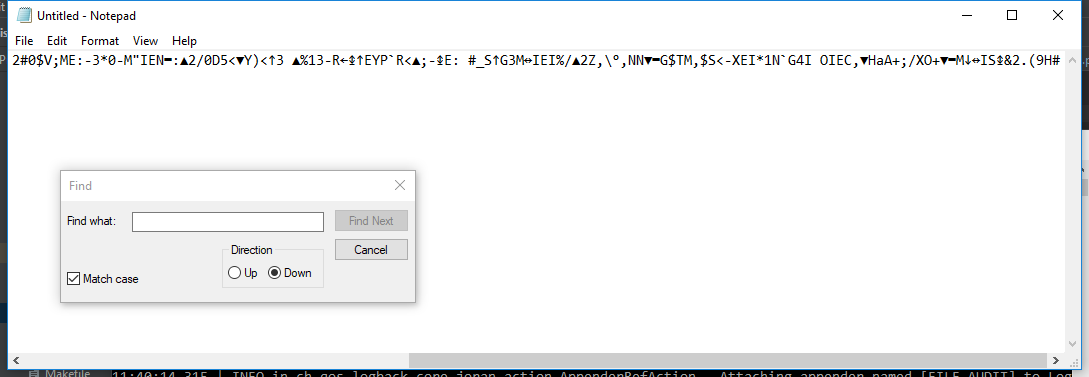 Untitled - Notepad
File Edit Format View Help
2#0$V;ME:-3*0-M"IEN▬:▲2/0D5<▼Y)<↑3 ▲%13-R←↨↑EYP`R<▲;-↨E: #_S↑G3M↔IEI%/▲2Z,\º,NN▼▬G$TM,$S<-XEI*1N`G4I OIEC,▼HaA+;/XO+▼▬M↓↔IS↨&2.(9H#
Find
Find what:
Find Next
Direction
Cancel
Up Down
Match case
Makefile
11:40:14,315 | INFO in ch.qos.logback.core.joran.action.AppenderRefAction - Attaching appender named [FILE_AUDIT] to Log